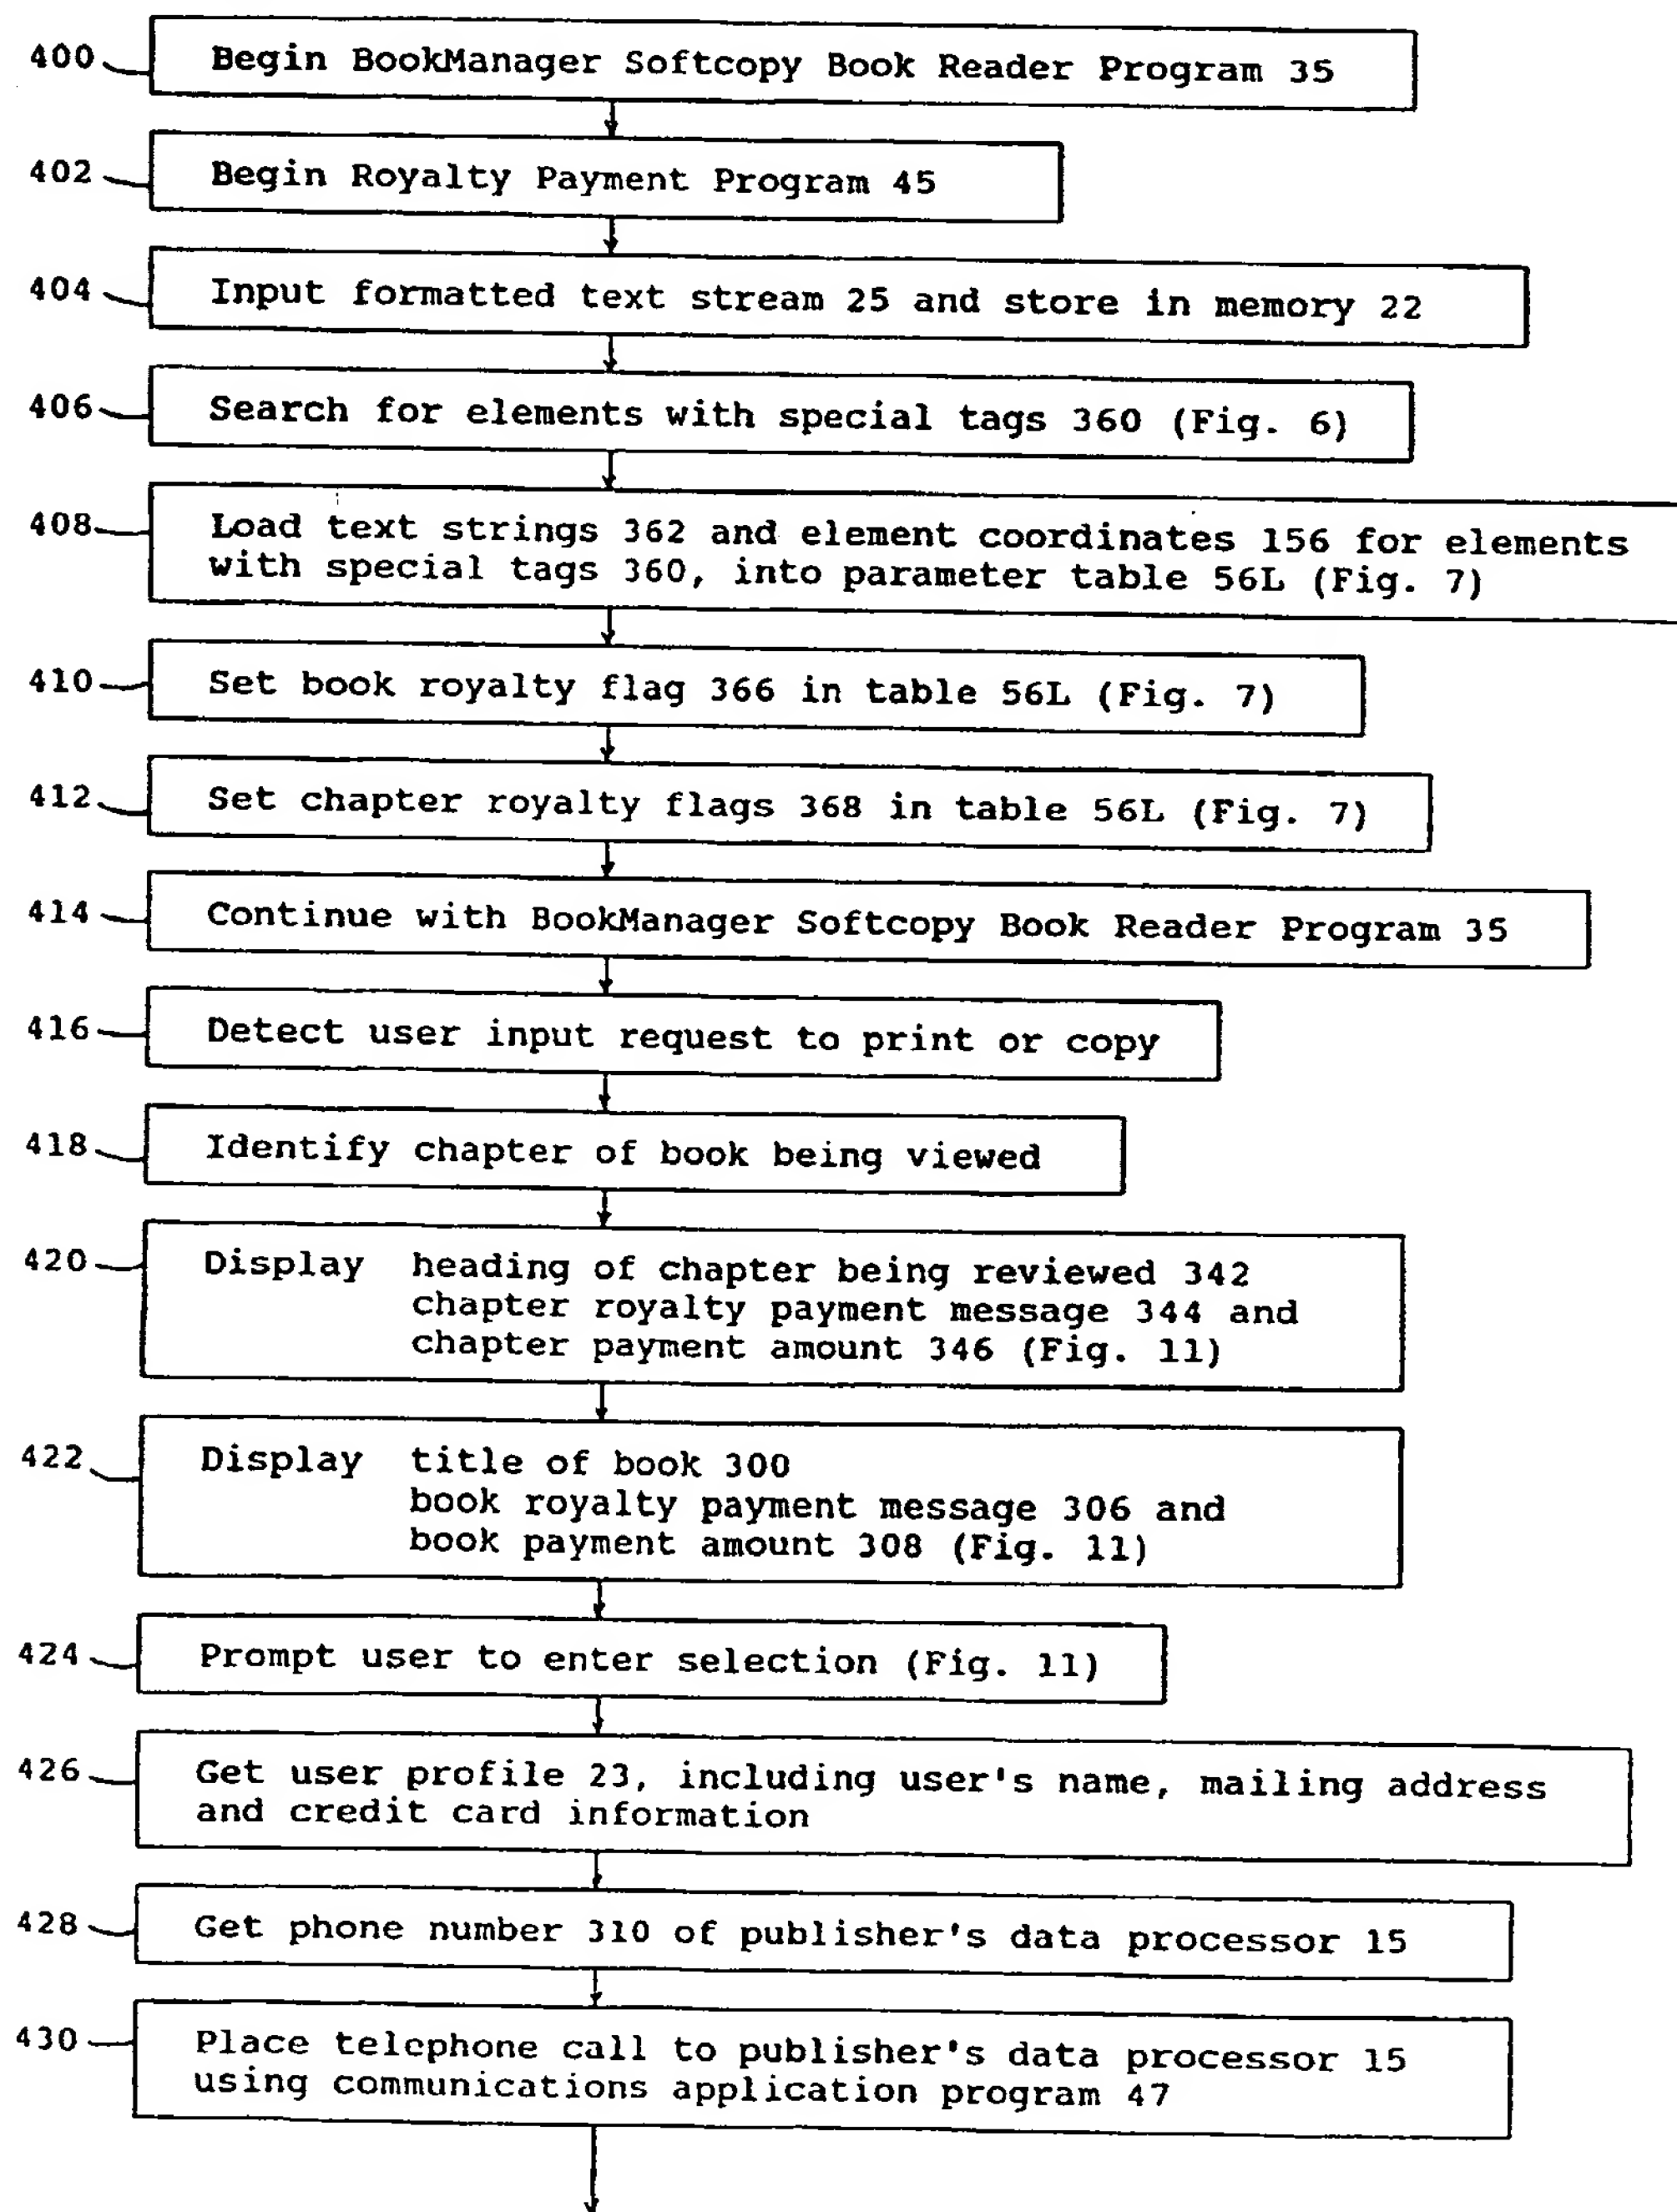 400 Begin BookManager Softcopy Book Reader Program 35
402 Begin Royalty Payment Program 45
404 Input formatted text stream 25 and store in memory 22
406 Search for elements with special tags 360 (Fig. 6)
408 Load text strings 362 and element coordinates 156 for elements
with special tags 360, into parameter table 56L (Fig. 7)
410 Set book royalty flag 366 in table 56L (Fig. 7)
412 Set chapter royalty flags 368 in table 56L (Fig. 7)
414 Continue with BookManager Softcopy Book Reader Program 35
416 Detect user input request to print or copy
418 Identify chapter of book being viewed
420 Display heading of chapter being reviewed 342
chapter royalty payment message 344 and
chapter payment amount 346 (Fig. 11)
422 Display title of book 300
book royalty payment message 306 and
book payment amount 308 (Fig. 11)
424 Prompt user to enter selection (Fig. 11)
426 Get user profile 23, including user's name, mailing address
and credit card information
428 Get phone number 310 of publisher's data processor 15
430 Place telephone call to publisher's data processor 15
using communications application program 47